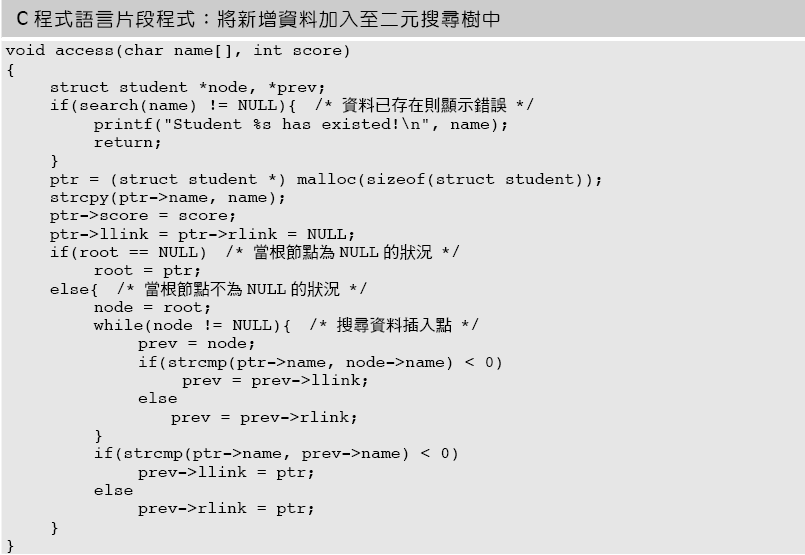 C 程式語言片段程式：將新增資料加入至二元搜尋樹中
void access(char name[], int score)
{
    struct student *node, *prev;
    if(search(name) != NULL){  /* 資料已存在則顯示錯誤 */
        printf("Student %s has existed!\n", name);
        return;
    }
    ptr = (struct student *) malloc(sizeof(struct student));
    strcpy(ptr->name, name);
    ptr->score = score;
    ptr->llink = ptr->rlink = NULL;
    if(root == NULL)  /* 當根節點為 NULL 的狀況 */
        root = ptr;
    else{  /* 當根節點不為 NULL 的狀況 */
        node = root;
        while(node != NULL){  /* 搜尋資料插入點 */
            prev = node;
            if(strcmp(ptr->name, node->name) < 0)
                prev = prev->llink;
            else
                prev = prev->rlink;
        }
        if(strcmp(ptr->name, prev->name) < 0)
            prev->llink = ptr;
        else
            prev->rlink = ptr;
    }
}